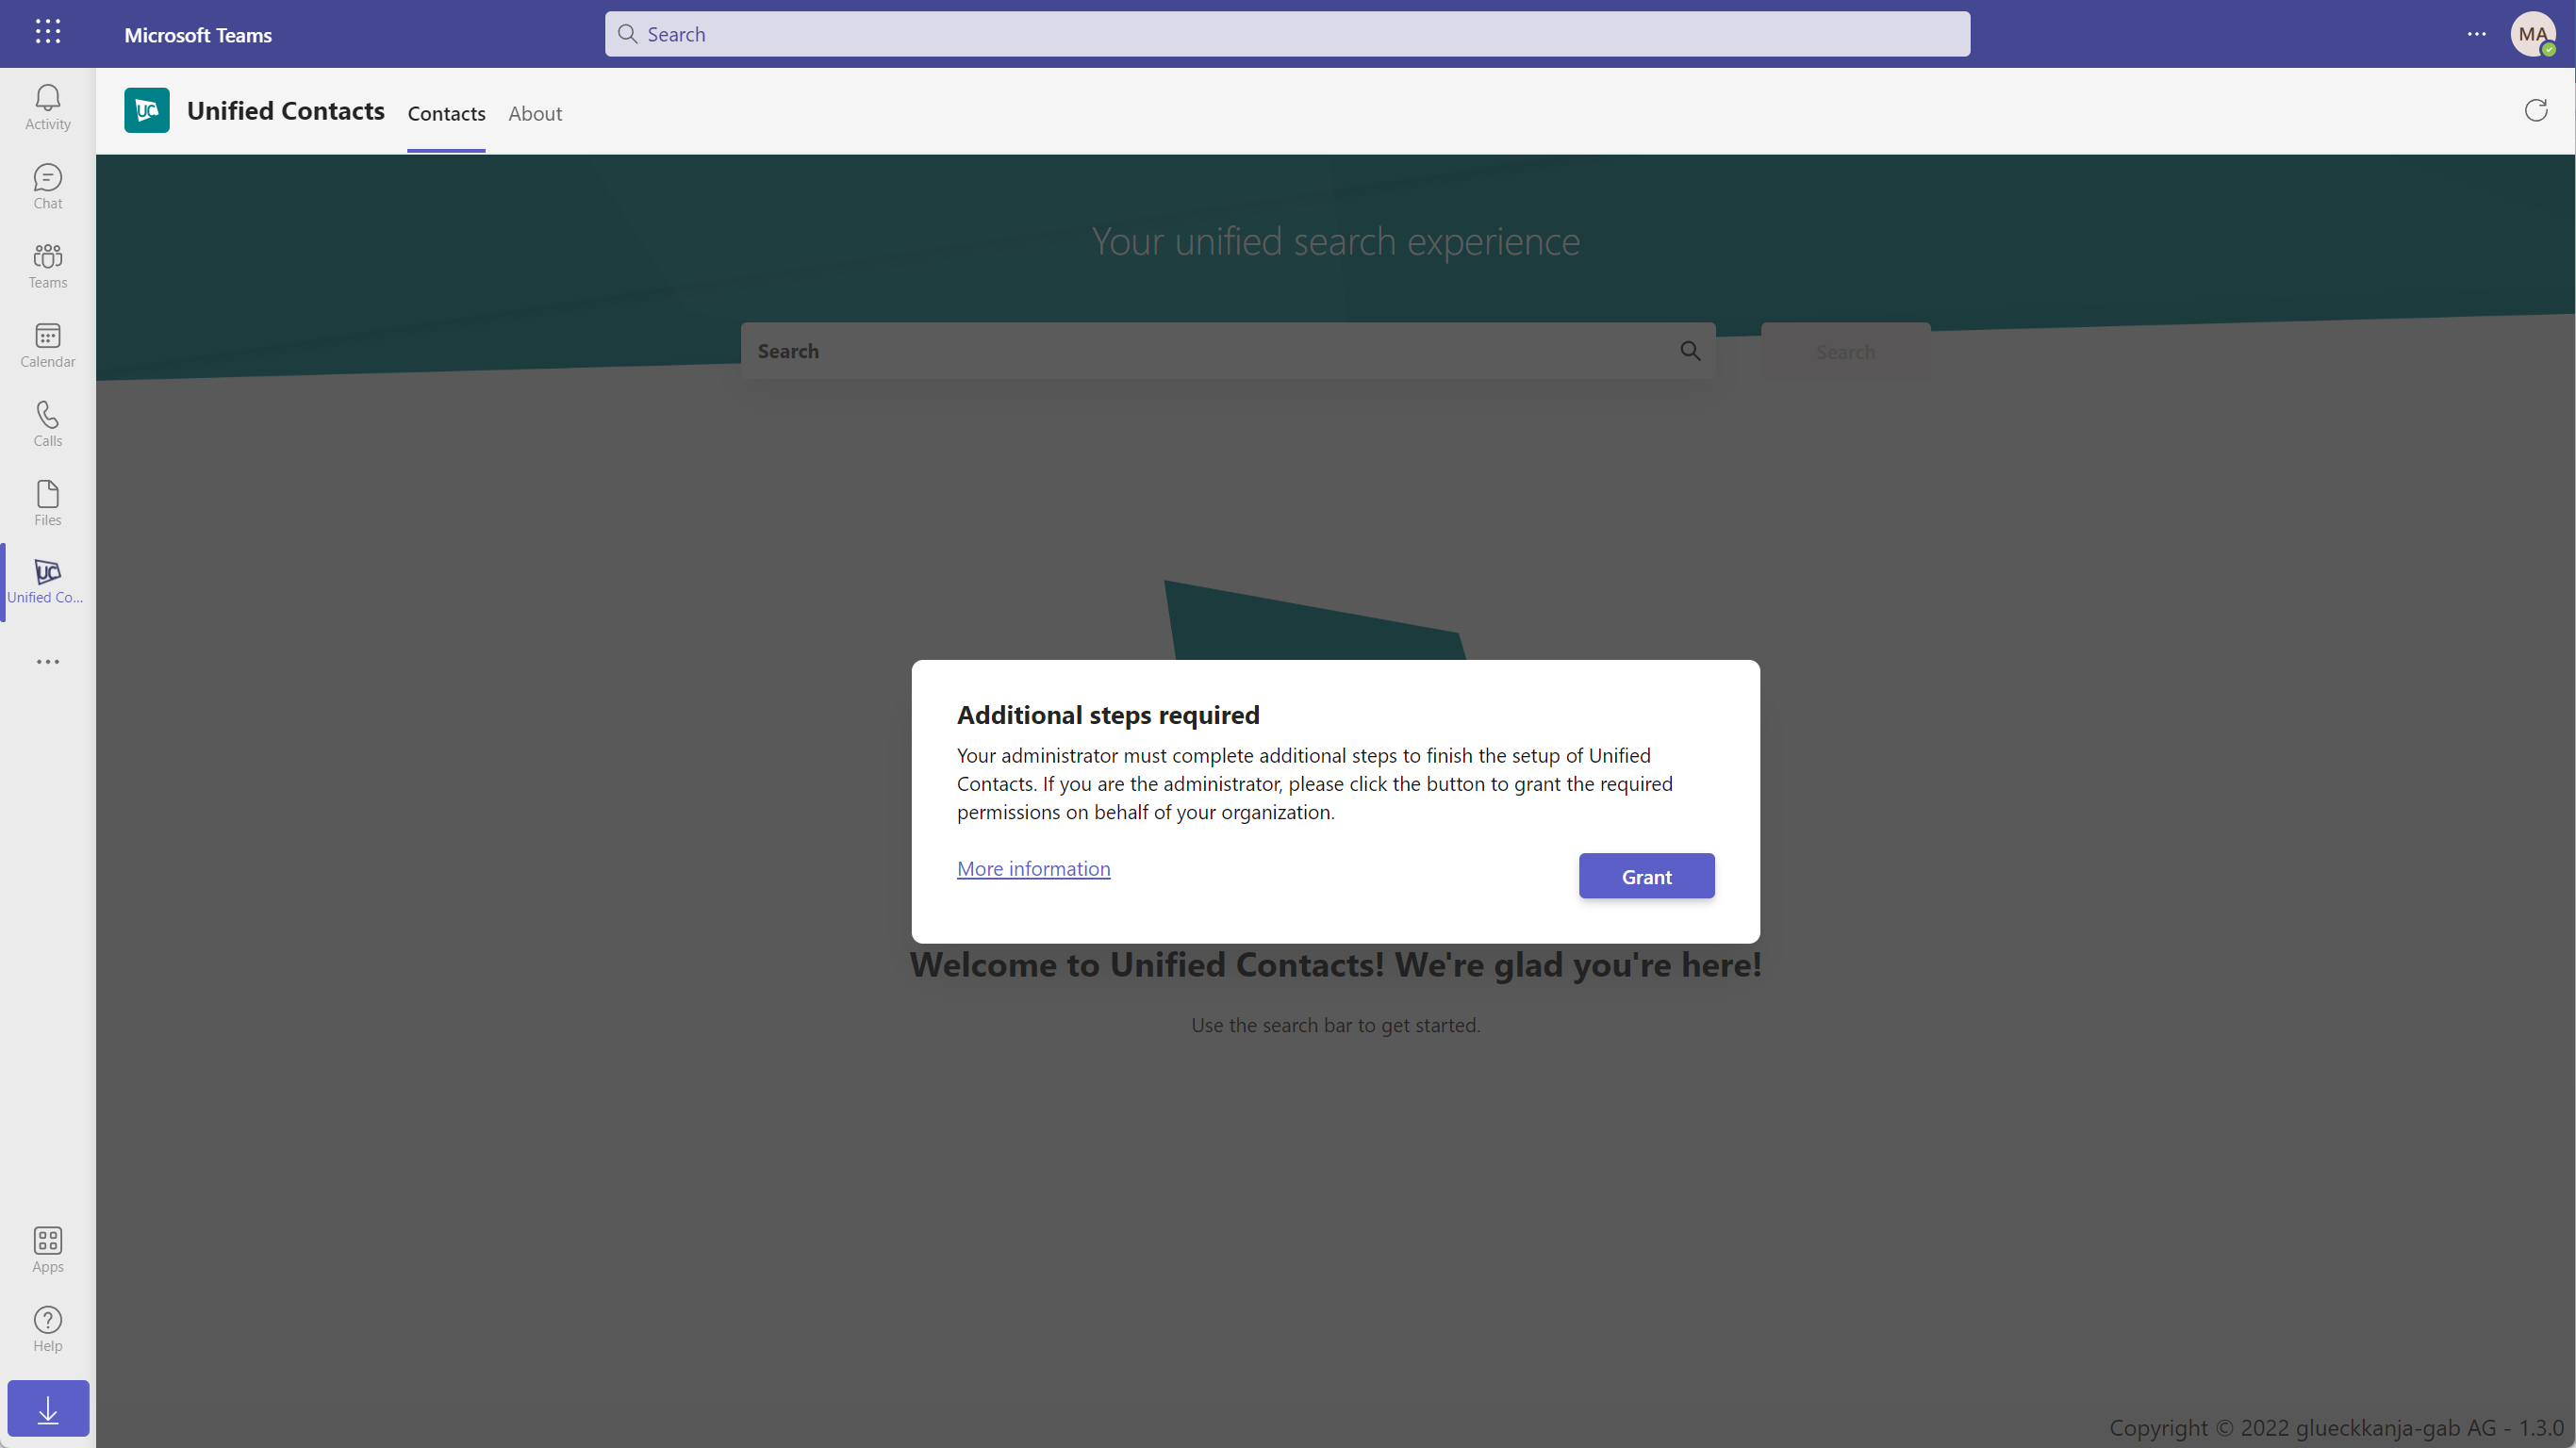 Microsoft Teams
Search
MA
Activity
Chat
Teams
Calendar
Calls
Files
UC
Unified Co...
Apps
Help
UC
Unified Contacts
Contacts
About
Your unified search experience
Search
Search
Additional steps required
Your administrator must complete additional steps to finish the setup of Unified
Contacts. If you are the administrator, please click the button to grant the required
permissions on behalf of your organization.
More information
Grant
Welcome to Unified Contacts! We're glad you're here!
Use the search bar to get started.
Copyright © 2022 glueckkanja-gab AG - 1.3.0